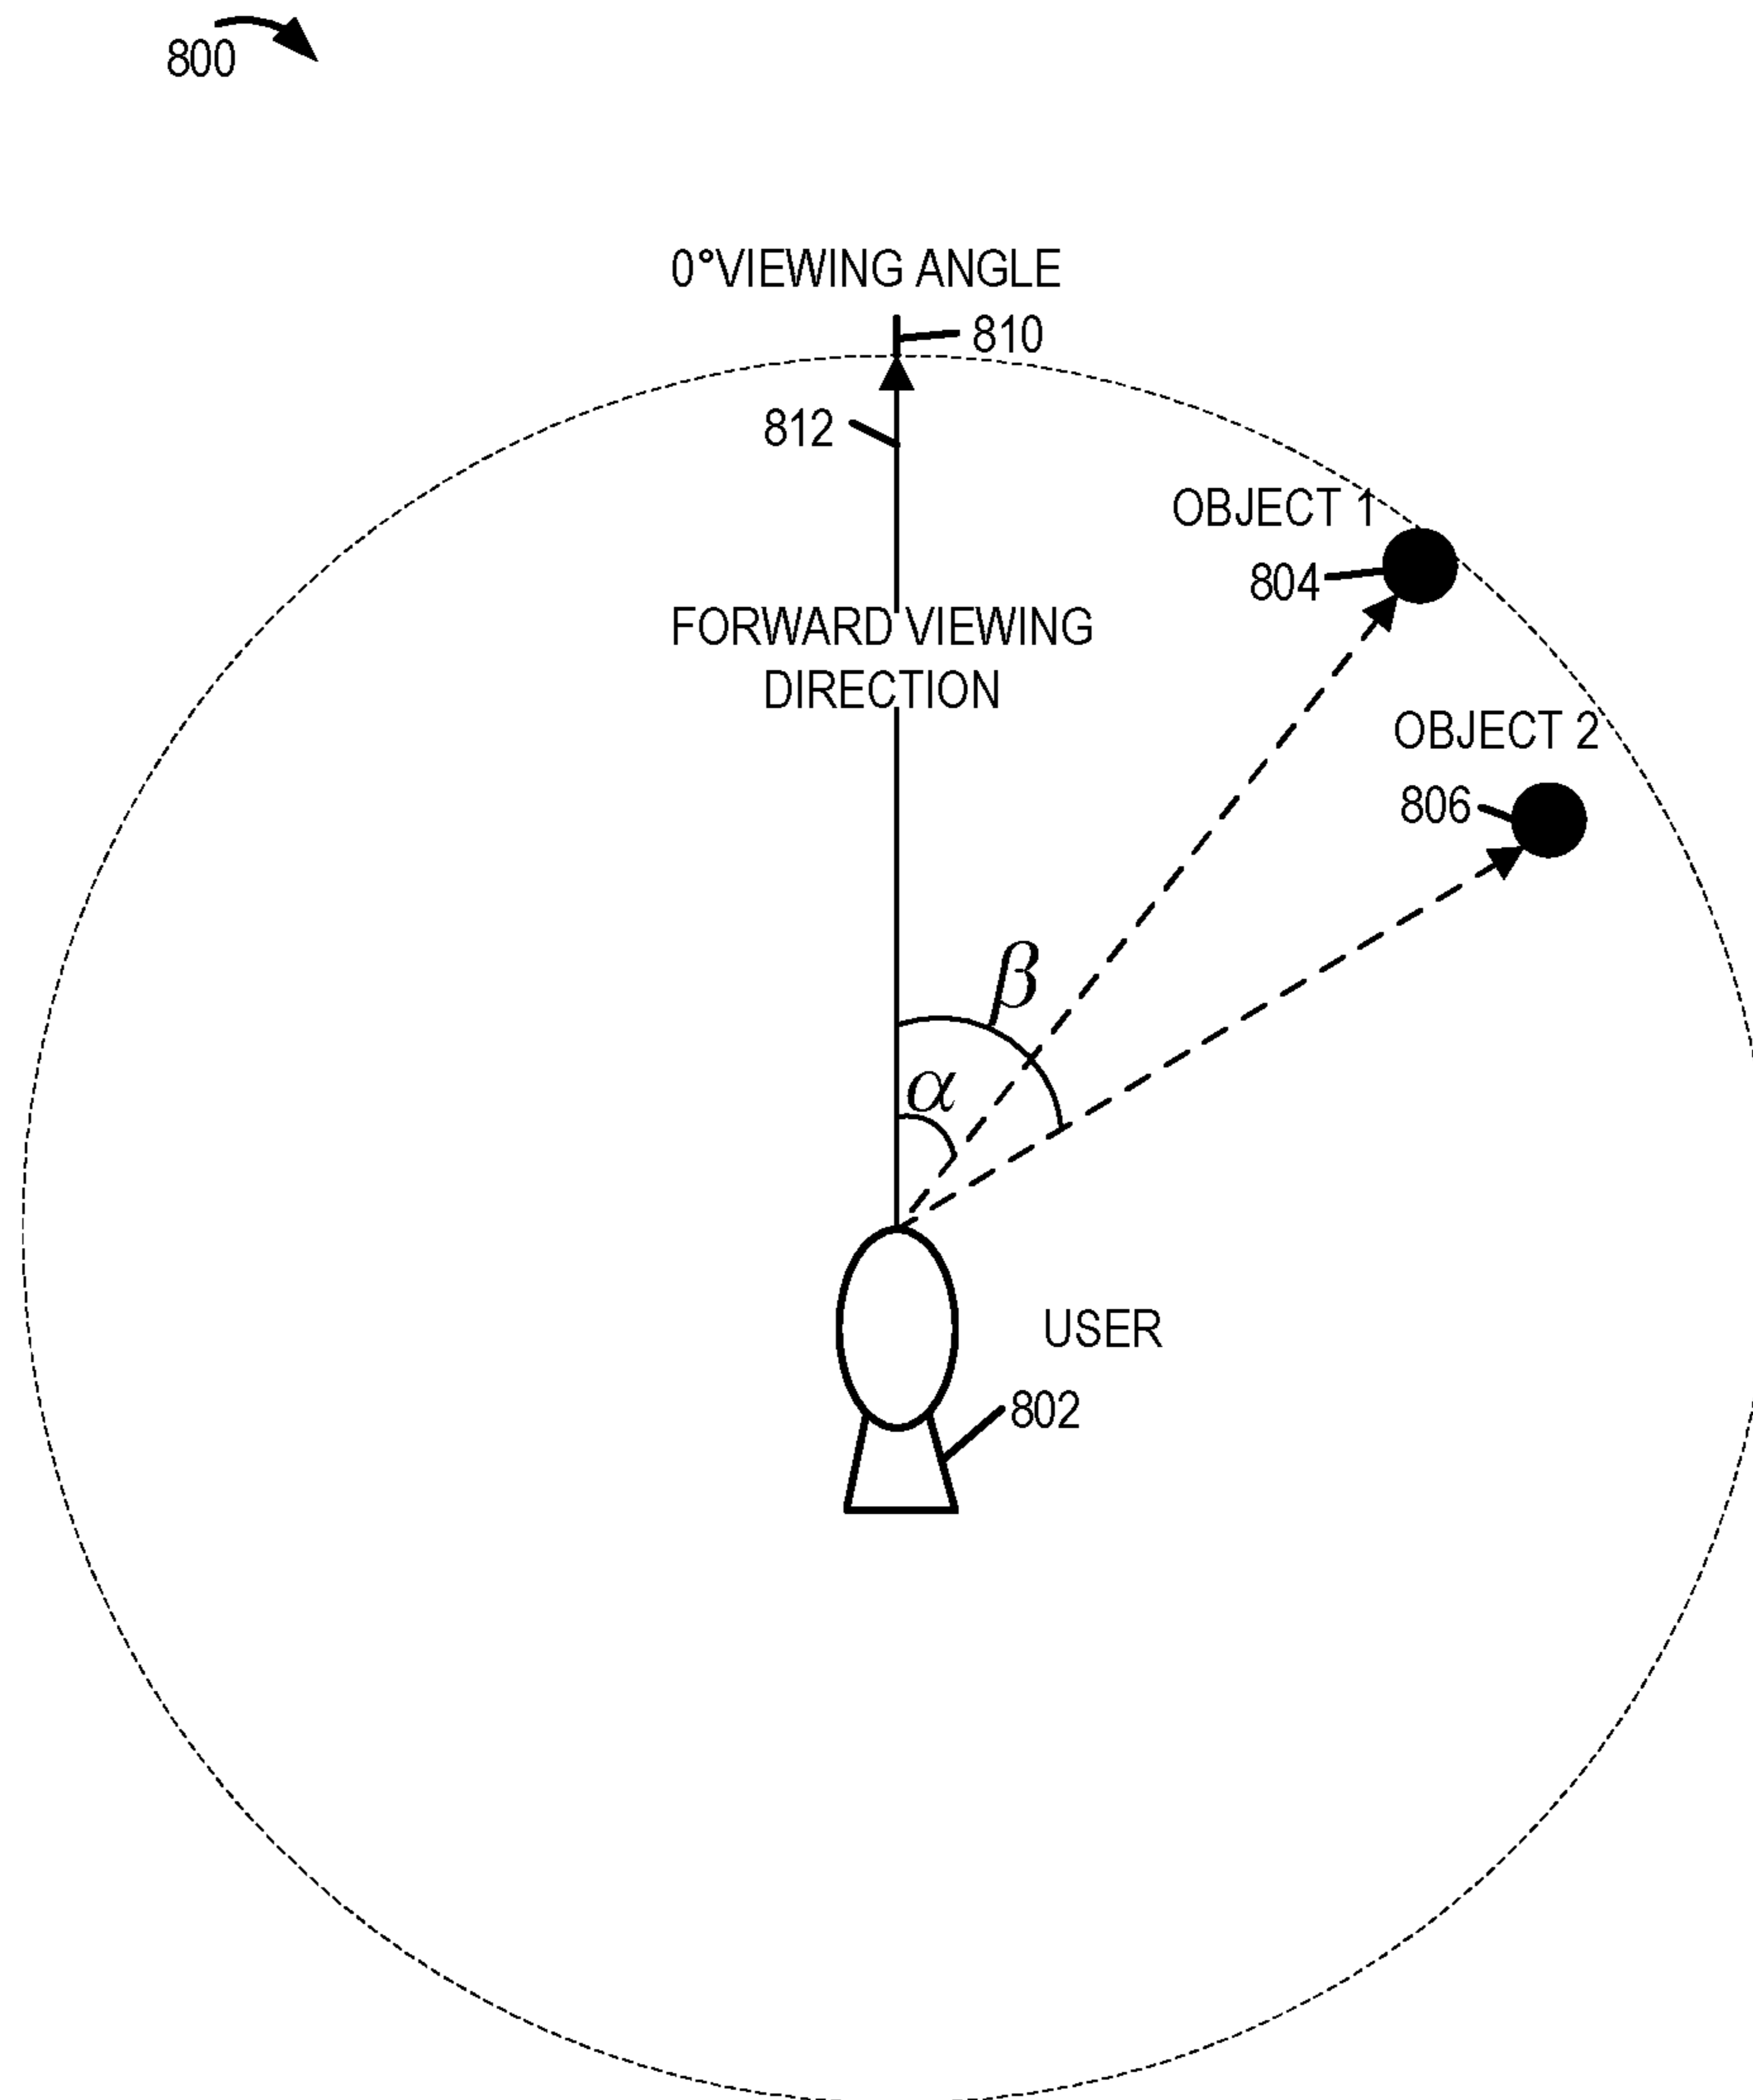 800
0°VIEWING ANGLE
810
812
OBJECT 1
804
FORWARD VIEWING
DIRECTION
OBJECT 2
806
β
α
USER
802